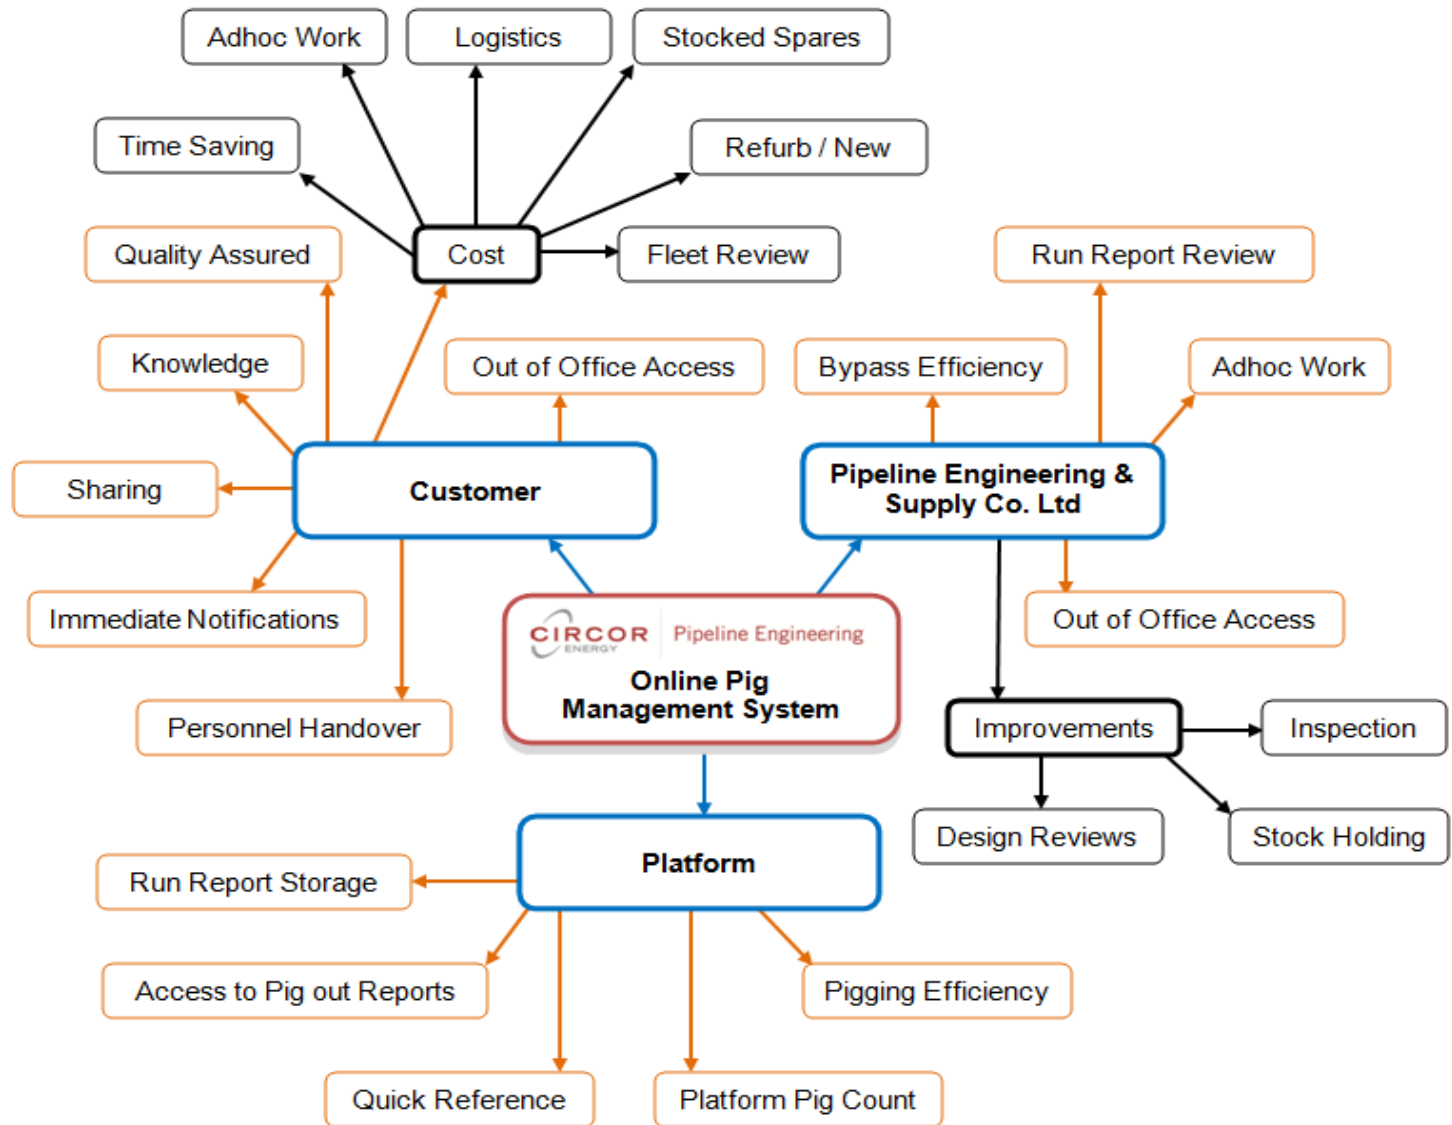 Adhoc Work
Logistics
Stocked Spares
Time Saving
Refurb / New
Quality Assured
Cost
Fleet Review
Run Report Review
Knowledge
Out of Office Access
Bypass Efficiency
Adhoc Work
Sharing
Customer
Pipeline Engineering &
Supply Co. Ltd
Immediate Notifications
CIRCOR
ENERGY
Pipeline Engineering
Out of Office Access
Online Pig
Management System
Personnel Handover
Improvements
Inspection
Design Reviews
Stock Holding
Platform
Run Report Storage
Access to Pig out Reports
Pigging Efficiency
Quick Reference
Platform Pig Count